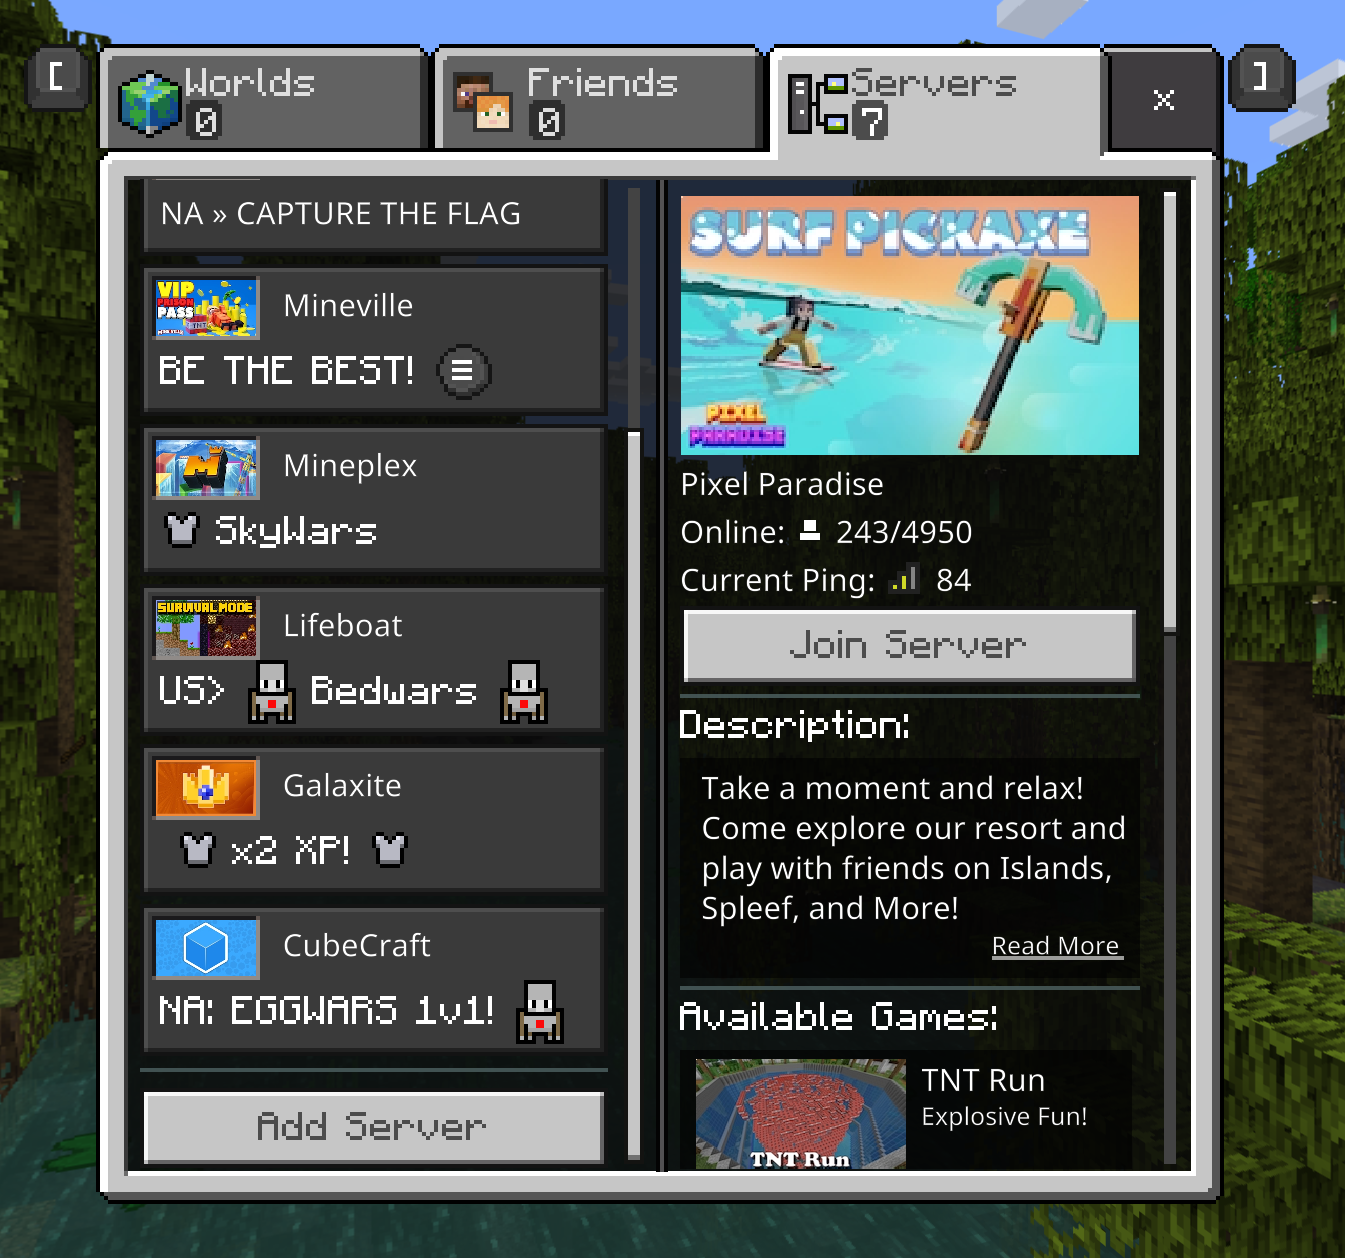 [
Worlds
0
Friends
0
Servers
7
x
]
NA » CAPTURE THE FLAG
VIP
PRISON
PASS
MINEVILLE
Mineville
BE THE BEST!
M
Mineplex
SkyWars
SURVIVAL MODE
Lifeboat
US> Bedwars
Galaxite
x2 XP!
CubeCraft
NA: EGGWARS 1v1!
Add Server
SURF PICKAXE
PIXEL
PARADISE
Pixel Paradise
Online: 243/4950
Current Ping: 84
Join Server
Description:
Take a moment and relax!
Come explore our resort and
play with friends on Islands,
Spleef, and More!
Read More
Available Games:
TNT Run
Explosive Fun!
TNT Run